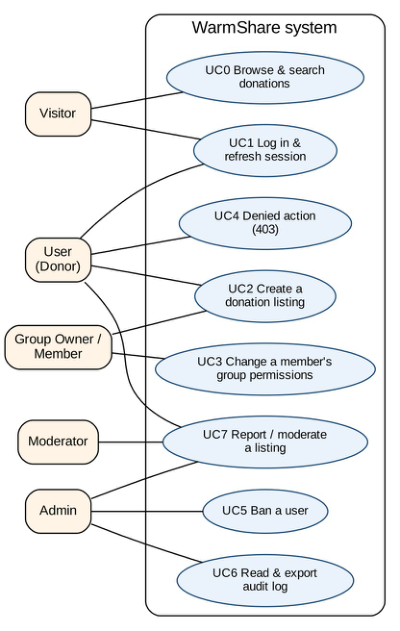 WarmShare system
UC0 Browse & search
donations
Visitor
UC1 Log in &
refresh session
UC4 Denied action
(403)
User
(Donor)
UC2 Create a
donation listing
Group Owner /
Member
UC3 Change a member's
group permissions
Moderator
UC7 Report / moderate
a listing
Admin
UC5 Ban a user
UC6 Read & export
audit log